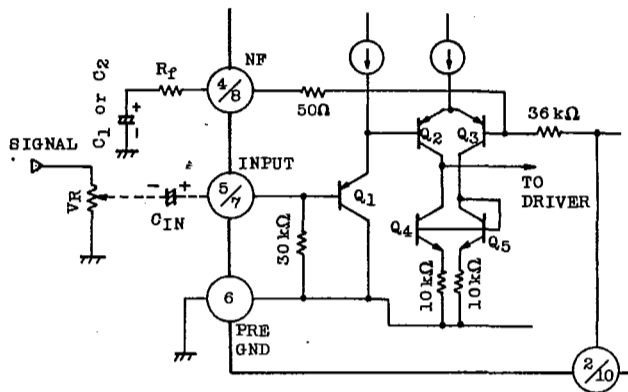 NF
C1 or C2
+
-
Rf
4/8
50Ω
36kΩ
Q2
Q3
SIGNAL
INPUT
VR
-
+
CIN
5/7
Q1
TO
DRIVER
30kΩ
Q4
Q5
10kΩ
10kΩ
6
PRE
GND
2/10